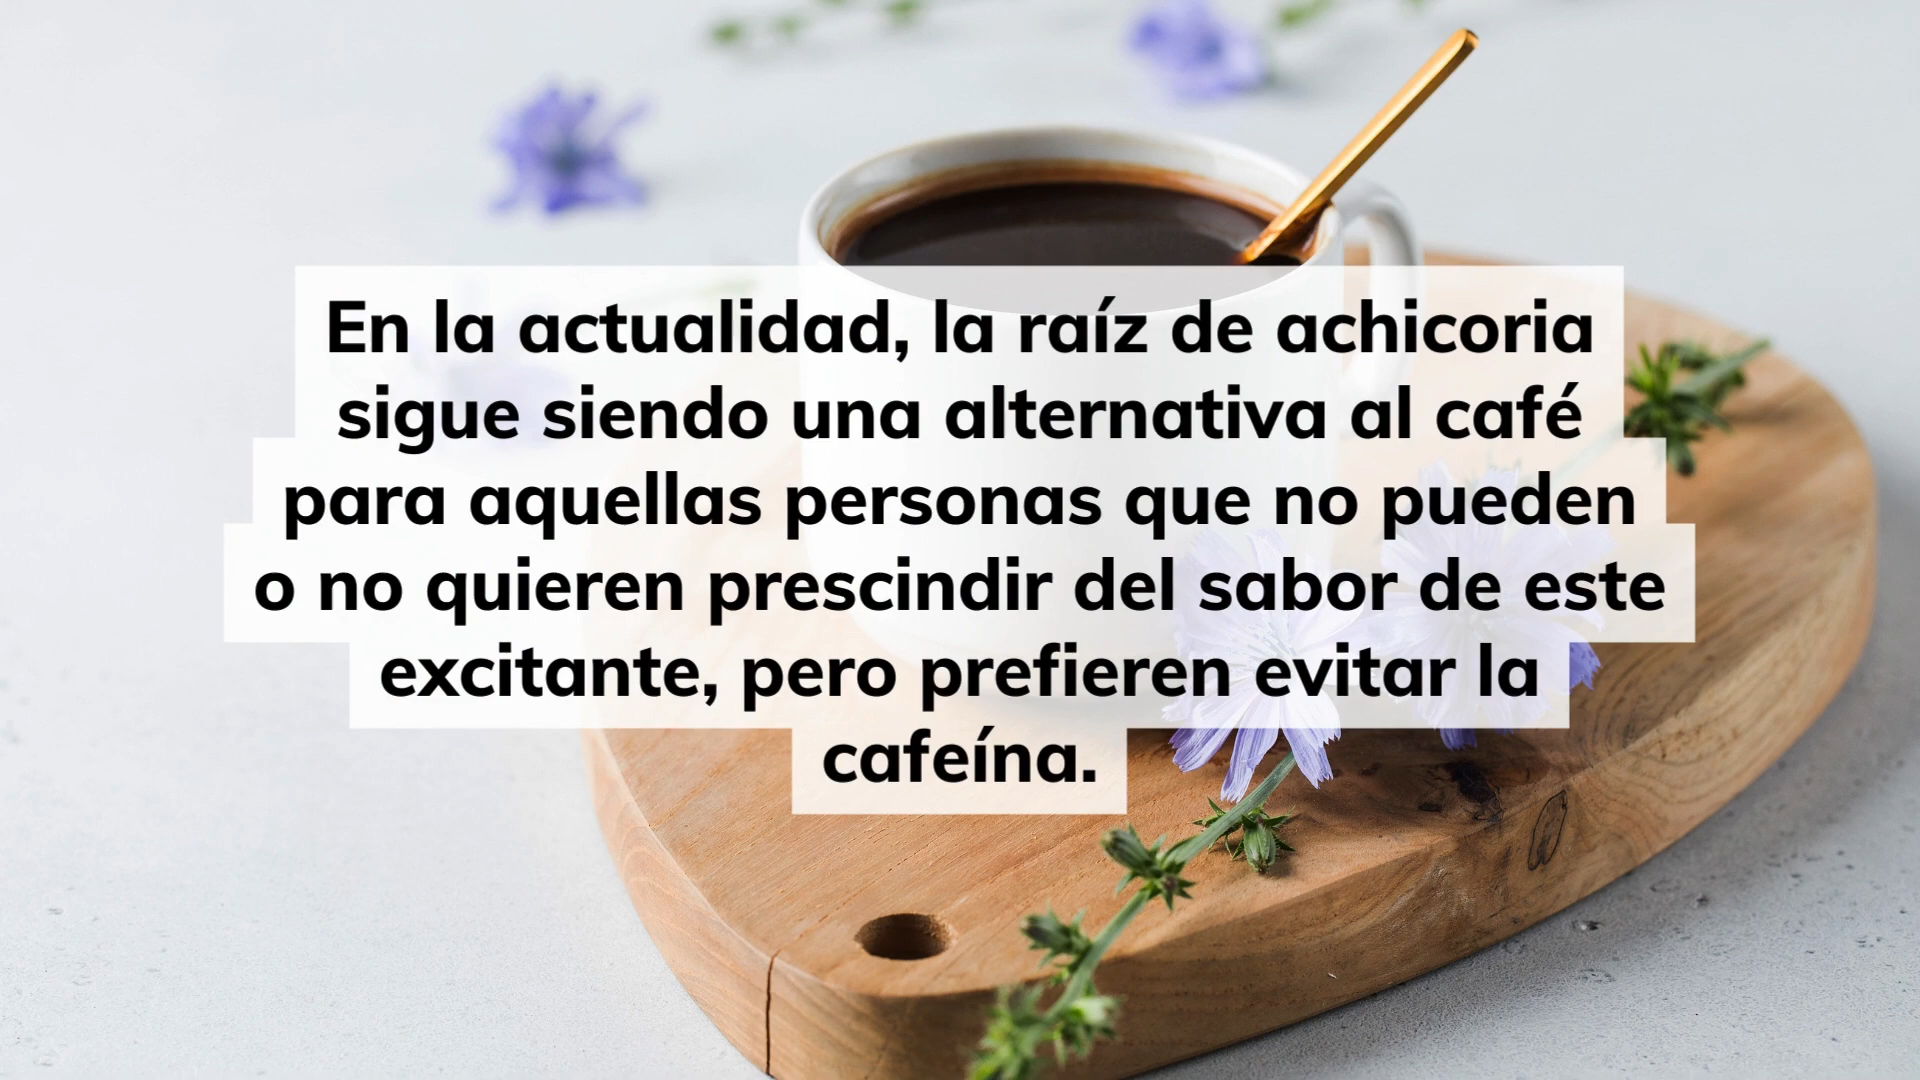 En la actualidad, la raíz de achicoria
sigue siendo una alternativa al café
para aquellas personas que no pueden
o no quieren prescindir del sabor de este
excitante, pero prefieren evitar la
cafeína.